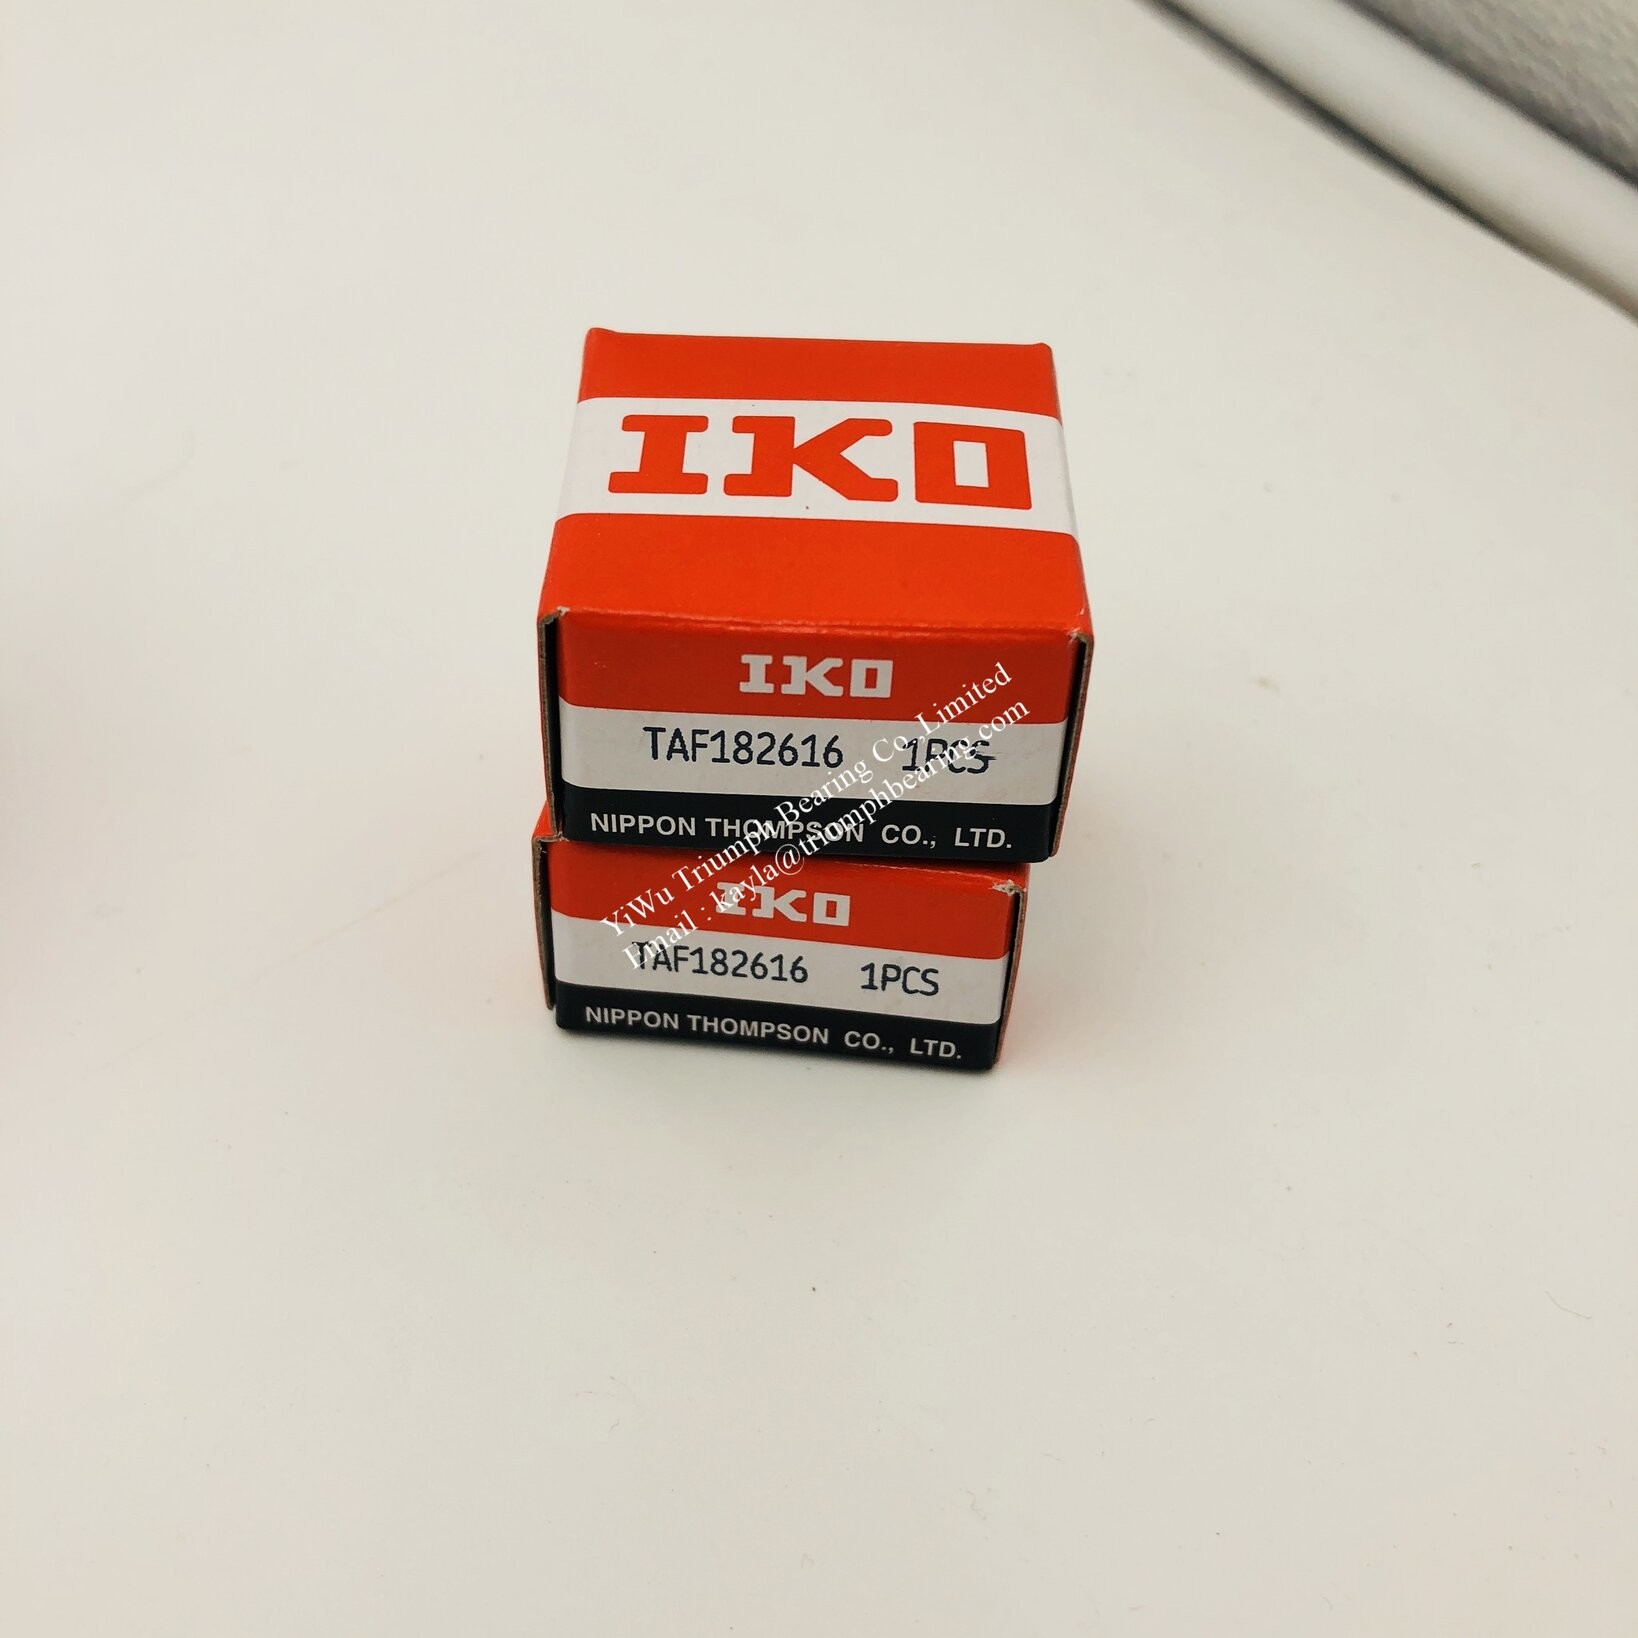 IKO
IKO
TAF182616 1PCS
NIPPON THOMPSON CO., LTD.
IKO
TAF182616 1PCS
NIPPON THOMPSON CO., LTD.
YiWu Triumph Bearing Co.,Limited
Email : kayla@triumphbearing.com